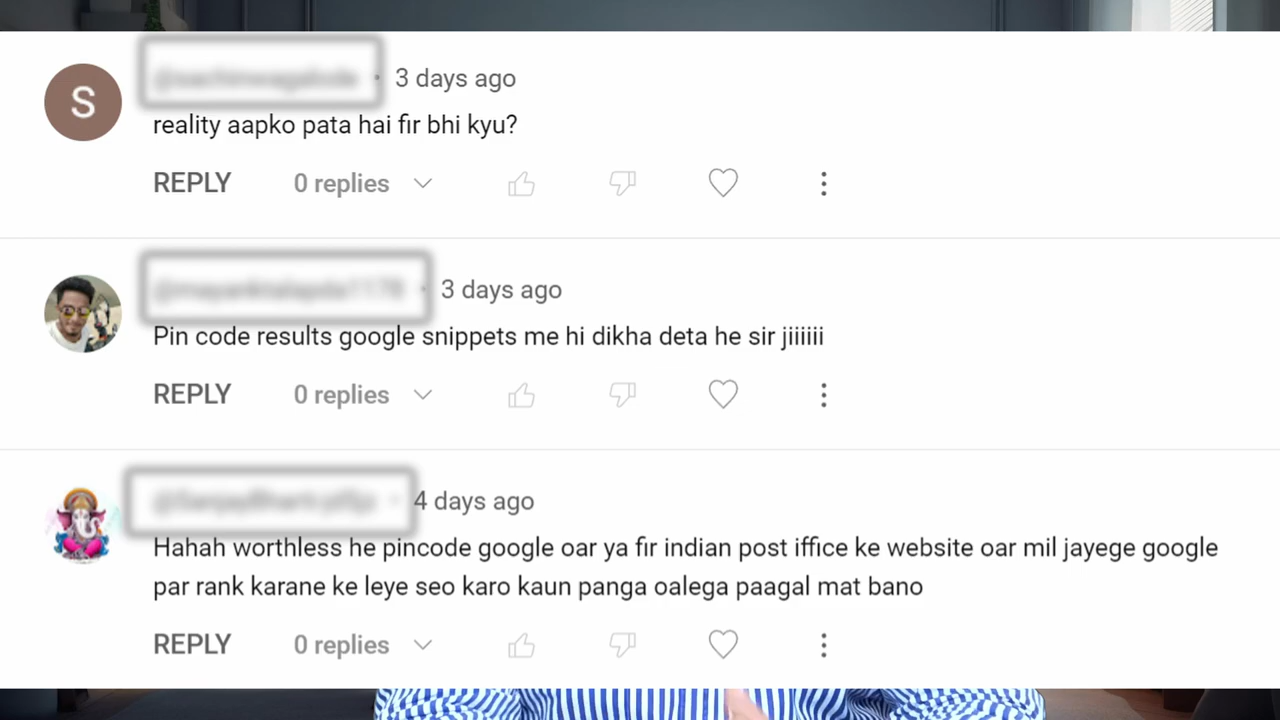 S
3 days ago
reality aapko pata hai fir bhi kyu?
REPLY 0 replies
3 days ago
Pin code results google snippets me hi dikha deta he sir jiiiiii
REPLY 0 replies
4 days ago
Hahah worthless he pincode google oar ya fir indian post iffice ke website oar mil jayege google
par rank karane ke leye seo karo kaun panga oalega paagal mat bano
REPLY 0 replies